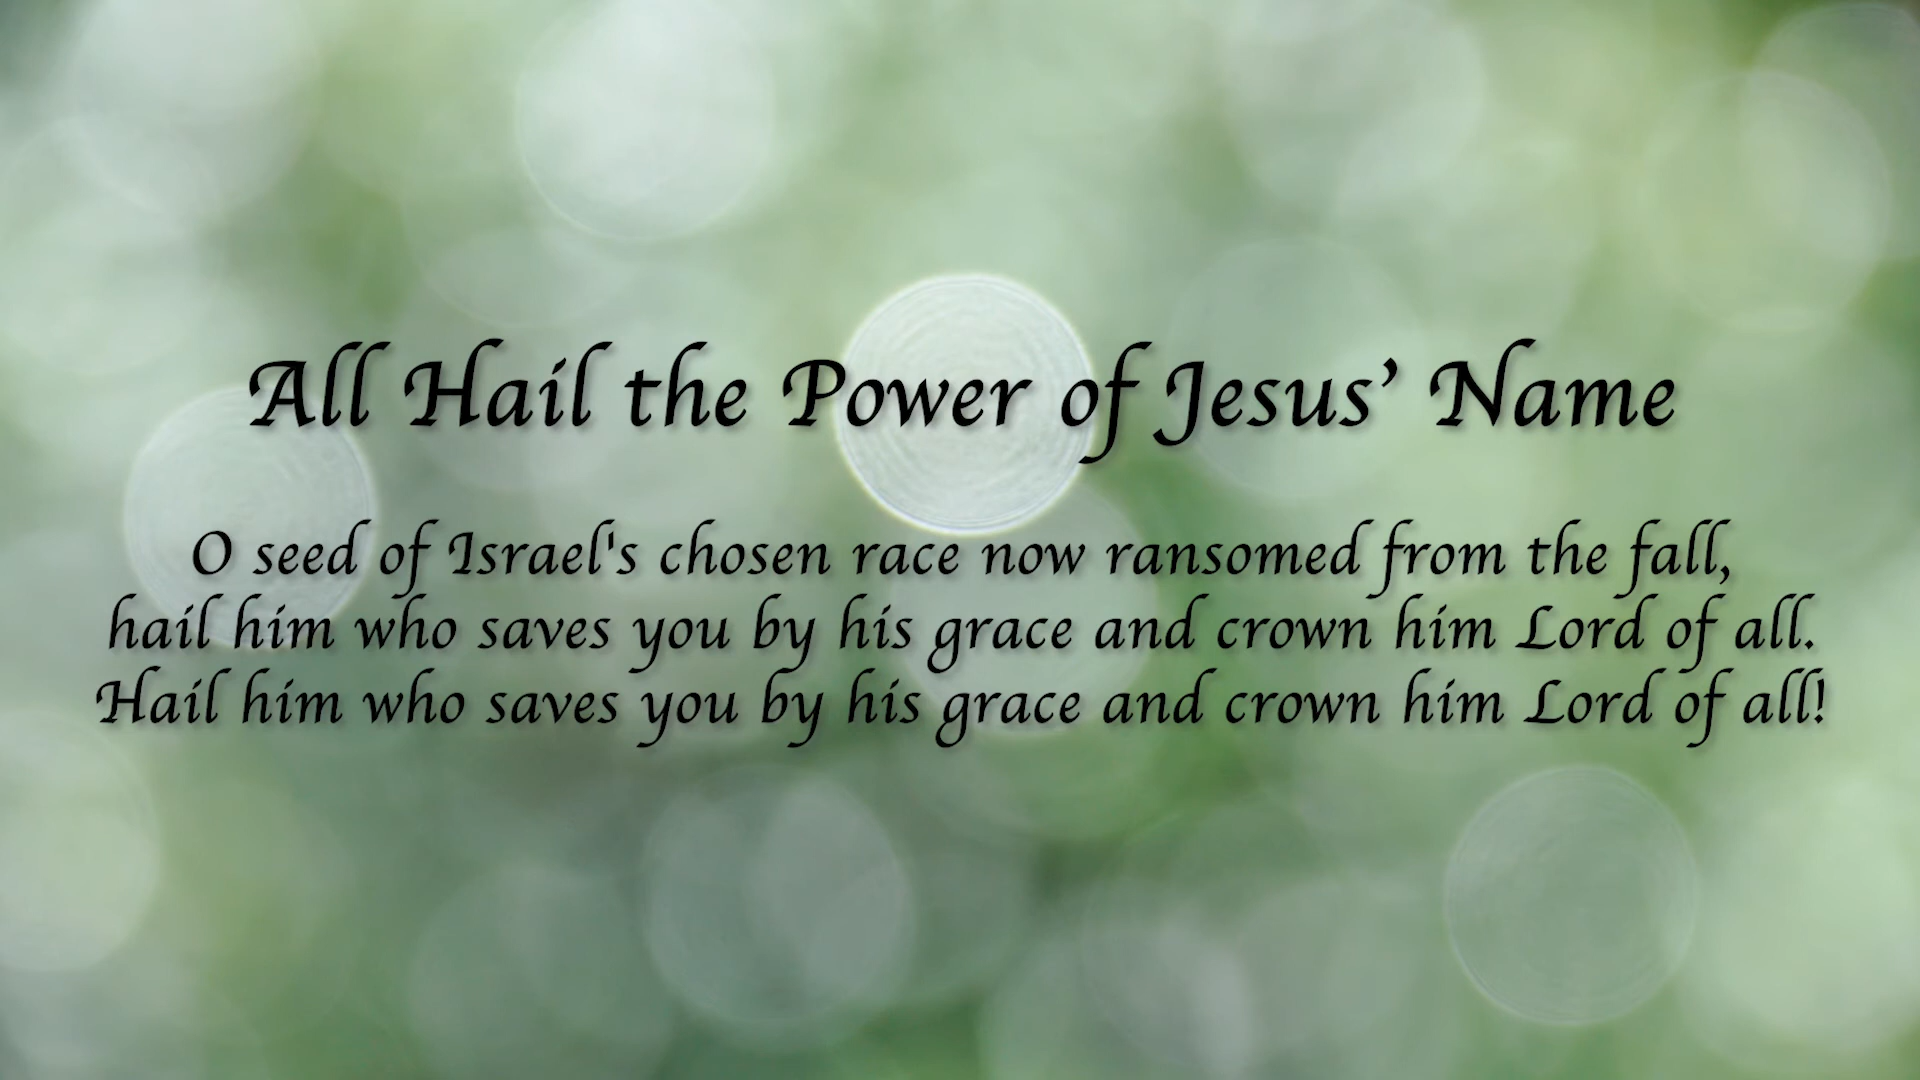 All Hail the Power of Jesus’ Name
O seed of Israel's chosen race now ransomed from the fall,
hail him who saves you by his grace and crown him Lord of all.
Hail him who saves you by his grace and crown him Lord of all!